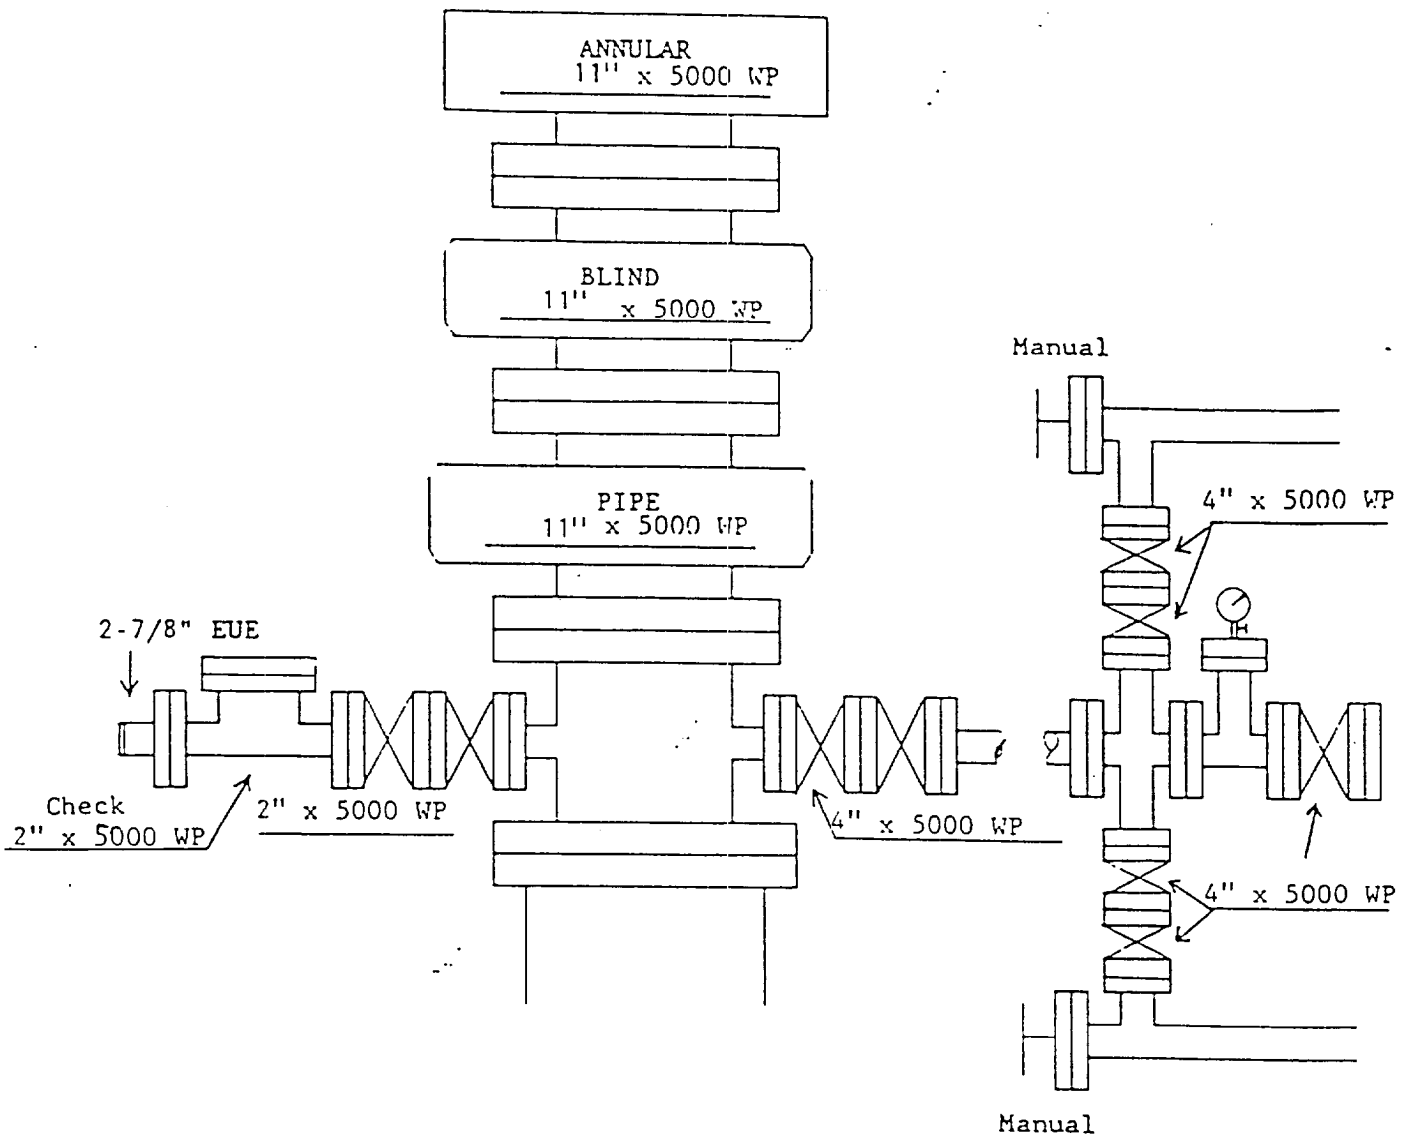 ANNULAR
11" x 5000 WP
BLIND
11" x 5000 WP
Manual
PIPE
11" x 5000 WP
4" x 5000 WP
2-7/8" EUE
Check
2" x 5000 WP
2" x 5000 WP
4" x 5000 WP
4" x 5000 WP
Manual